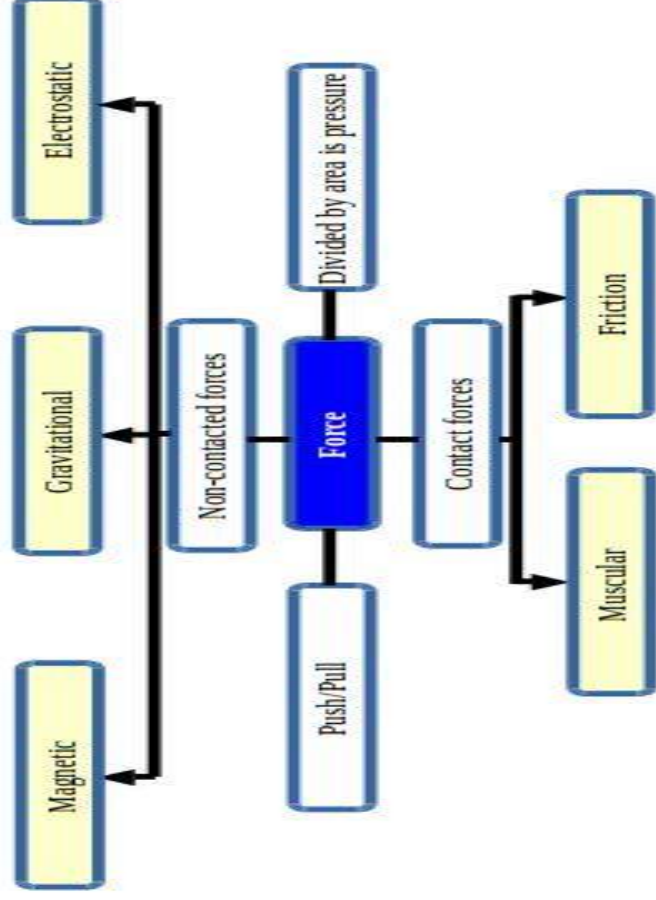 Magnetic
Gravitational
Electrostatic
Non-contacted forces
Push/Pull
Force
Divided by area is pressure
Contact forces
Muscular
Friction